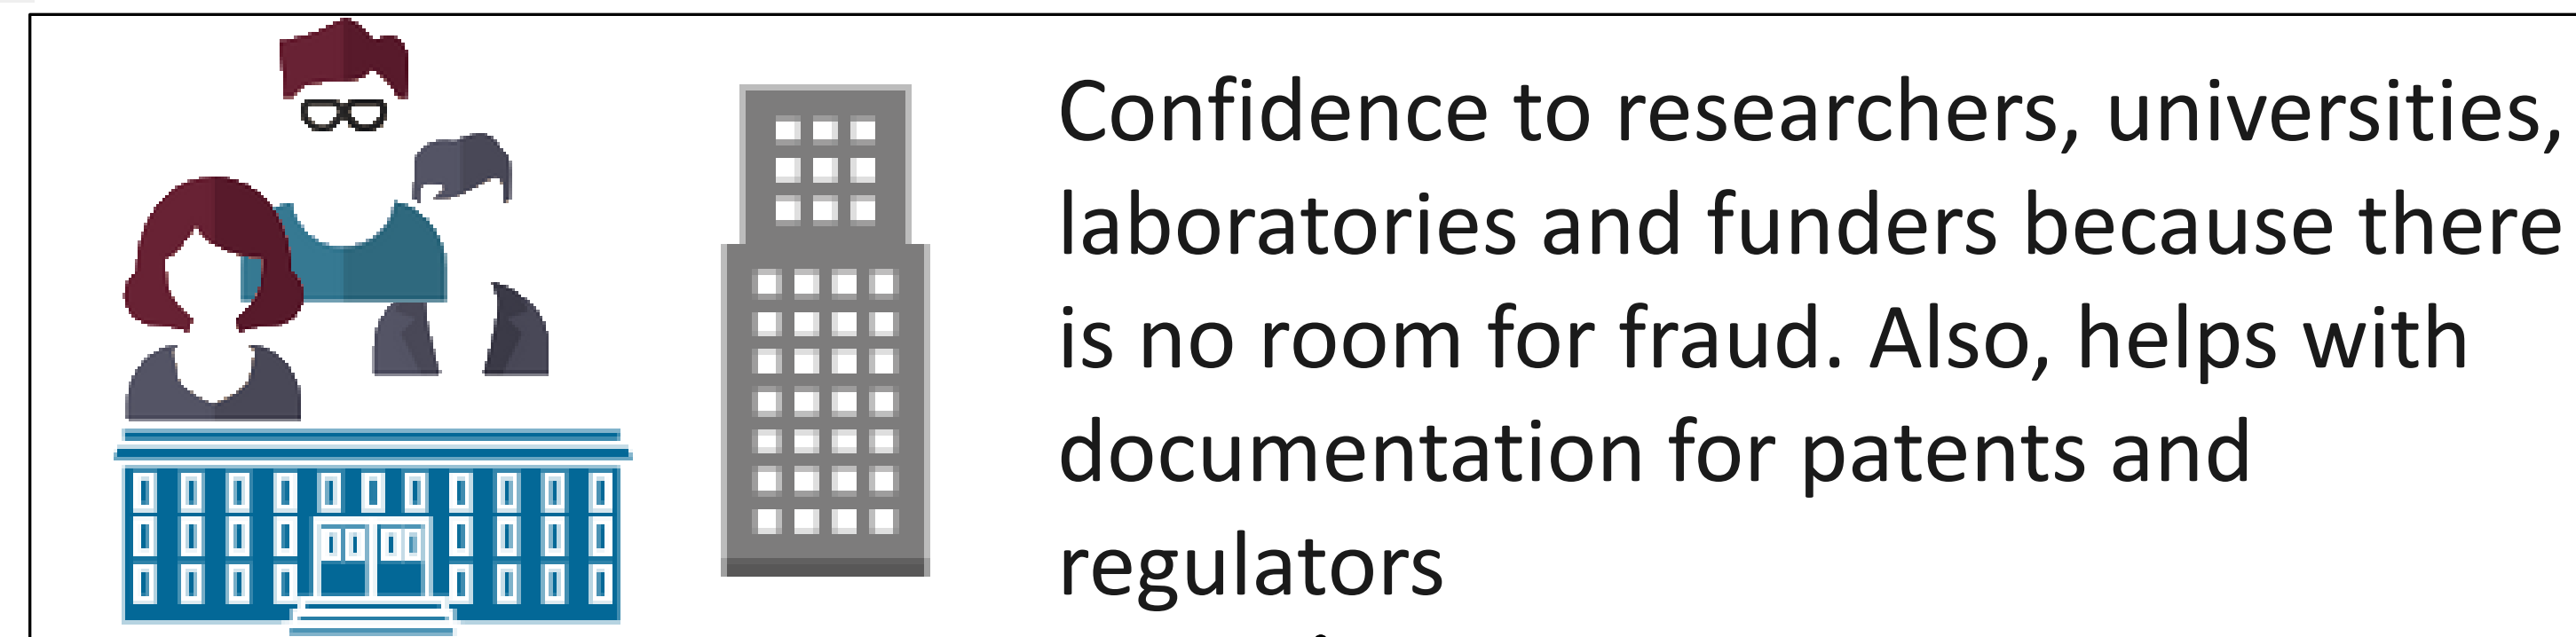 Confidence to researchers, universities,
laboratories and funders because there
is no room for fraud. Also, helps with
documentation for patents and
regulators